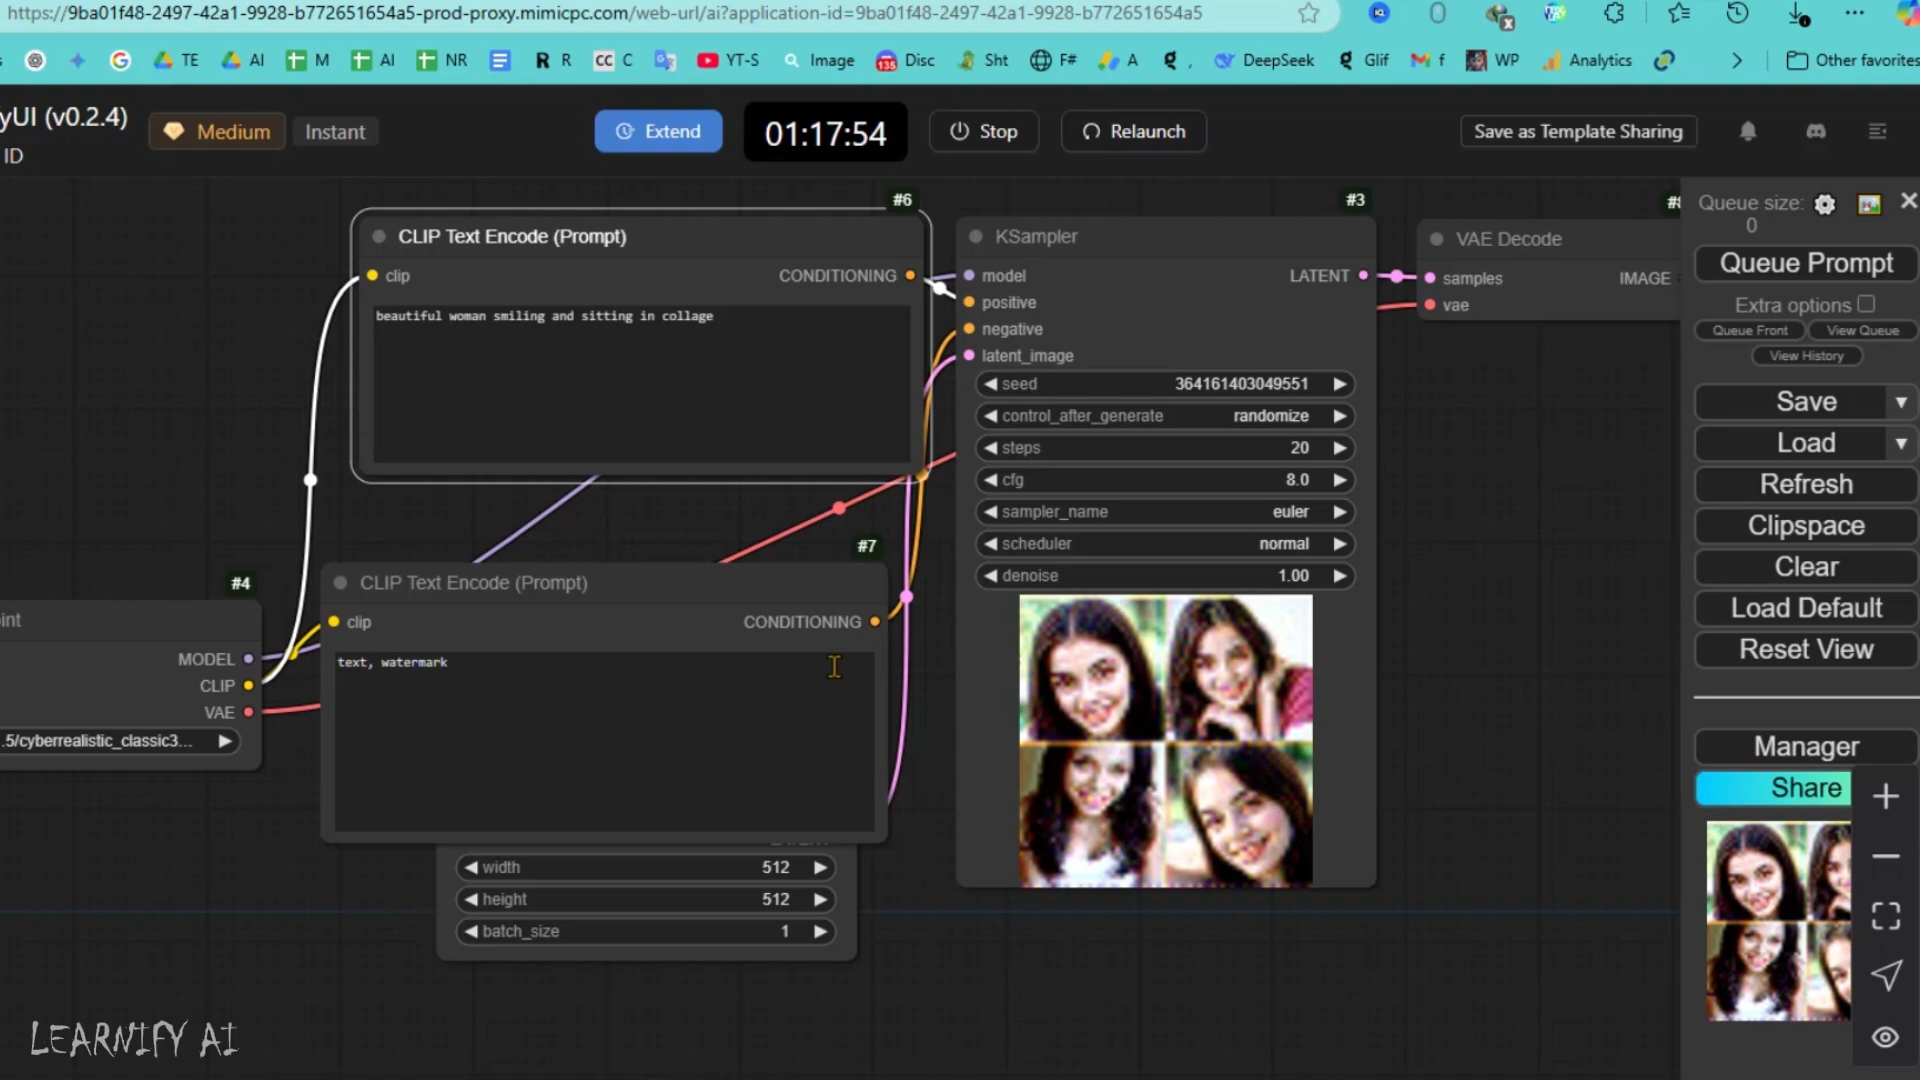 https://9ba01f48-2497-42a1-9928-b772651654a5-prod-proxy.mimicpc.com/web-url/ai?application-id=9ba01f48-2497-42a1-9928-b772651654a5
TE AI M AI NR R R CC C YT-S Image 135 Disc Sht F# A g , DeepSeek g Glif f WP Analytics Other favorites
yUI (v0.2.4)
ID
Medium Instant Extend 01:17:54 Stop Relaunch Save as Template Sharing
#6
CLIP Text Encode (Prompt)
clip CONDITIONING
beautiful woman smiling and sitting in collage
#7
CLIP Text Encode (Prompt)
clip CONDITIONING
text, watermark
#4
int
MODEL
CLIP
VAE
.5/cyberrealistic_classic3...
width 512
height 512
batch_size 1
#3
KSampler
model LATENT
positive
negative
latent_image
seed 364161403049551
control_after_generate randomize
steps 20
cfg 8.0
sampler_name euler
scheduler normal
denoise 1.00
VAE Decode
samples IMAGE
vae
Queue size:
0
Queue Prompt
Extra options
Queue Front View Queue
View History
Save
Load
Refresh
Clipspace
Clear
Load Default
Reset View
Manager
Share
LEARNIFY AI